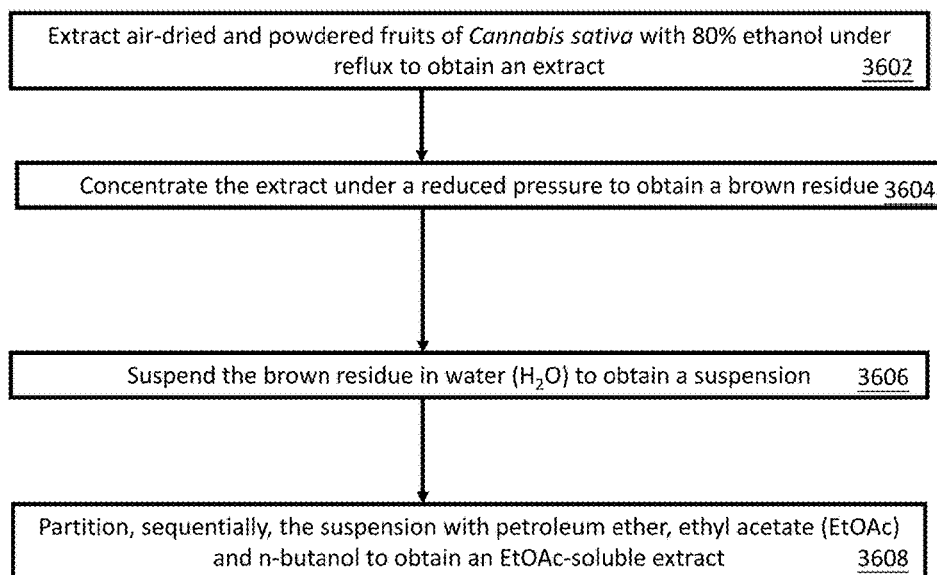 Extract air-dried and powdered fruits of Cannabis sativa with 80% ethanol under
reflux to obtain an extract 3602
Concentrate the extract under a reduced pressure to obtain a brown residue 3604
Suspend the brown residue in water (H₂O) to obtain a suspension 3606
Partition, sequentially, the suspension with petroleum ether, ethyl acetate (EtOAc)
and n-butanol to obtain an EtOAc-soluble extract 3608